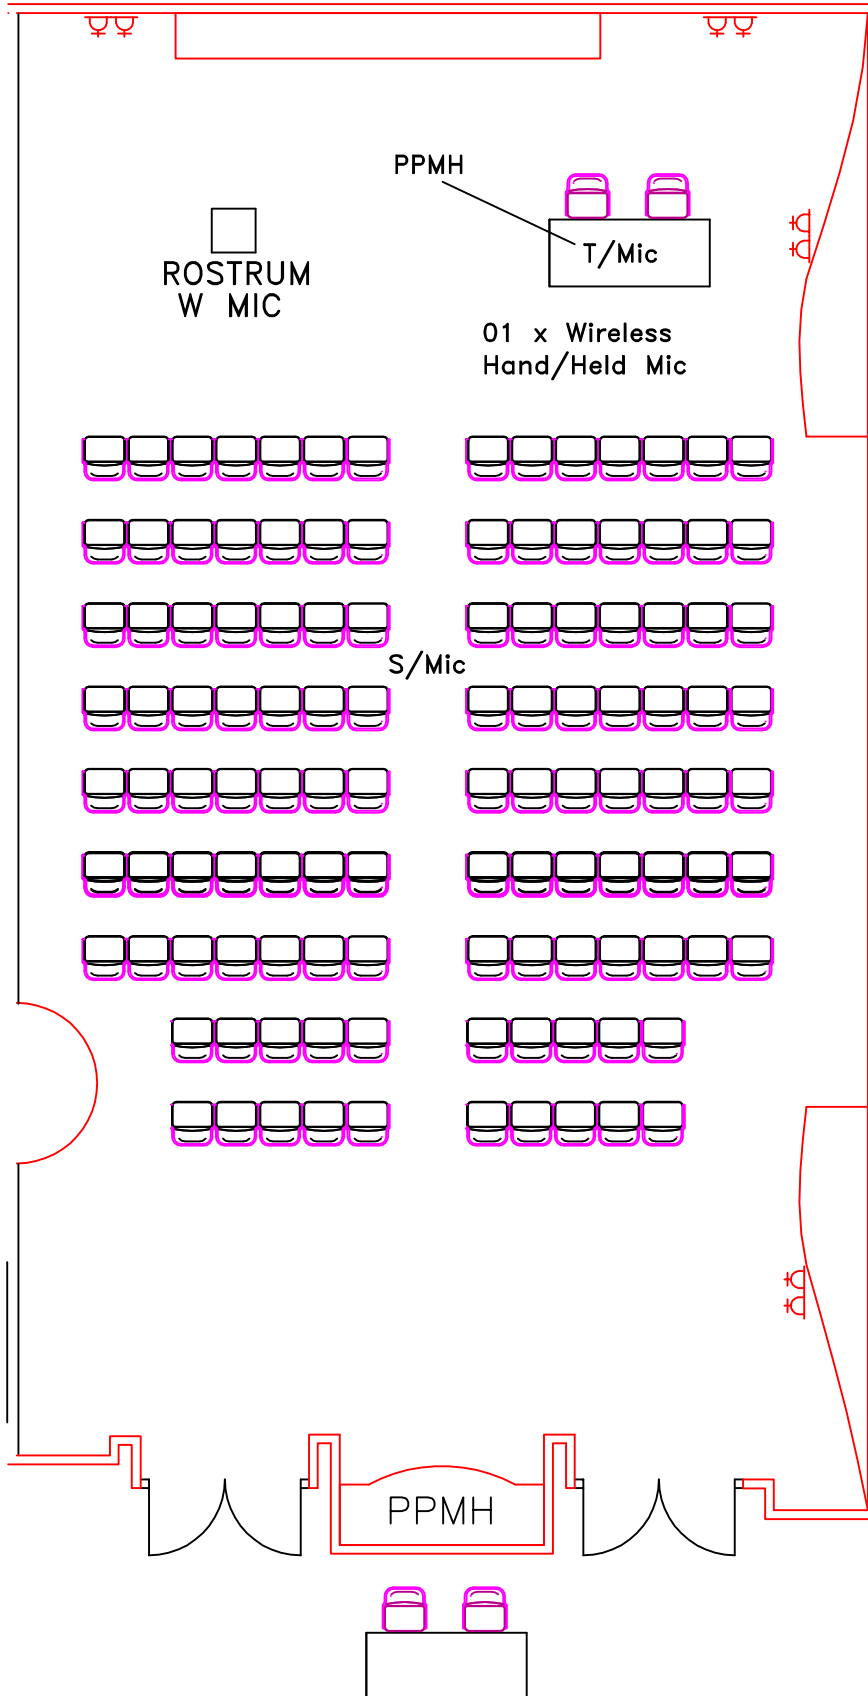 PPMH
T/Mic
ROSTRUM
W MIC
01 x Wireless
Hand/Held Mic
S/Mic
PPMH